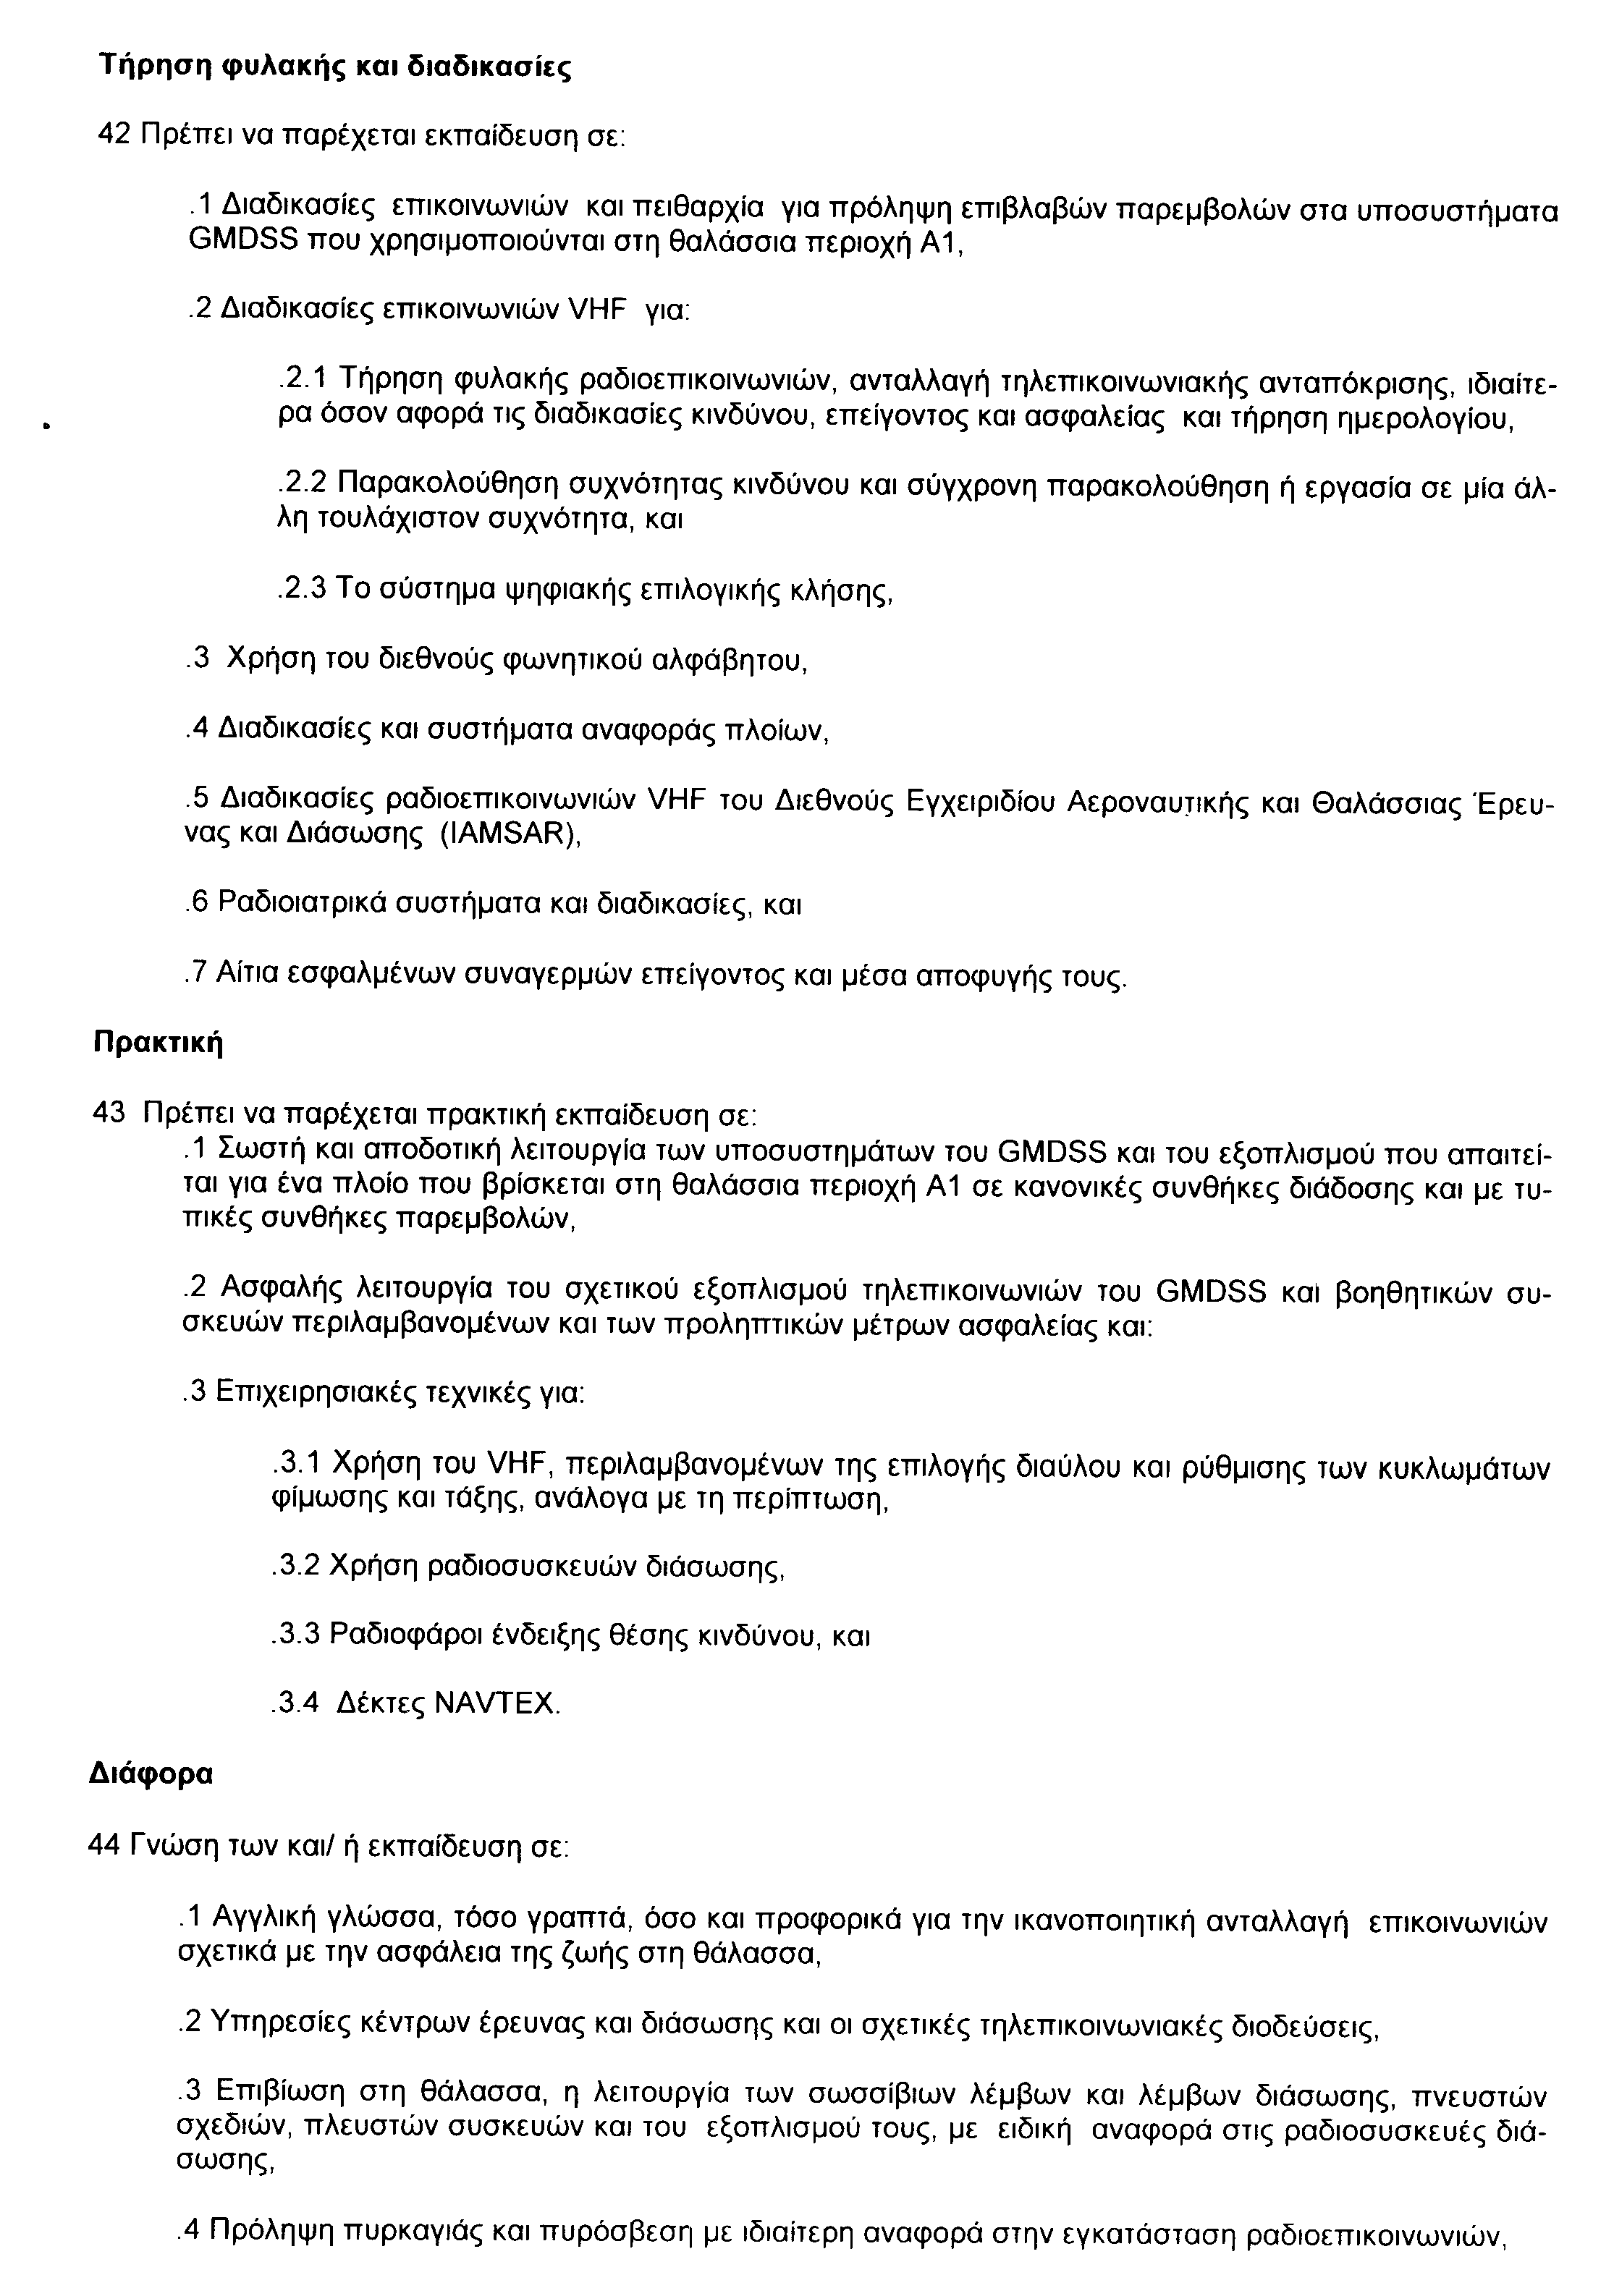 Τήρηση φυλακής και διαδικασίες
42 Πρέπει να παρέχεται εκπαίδευση σε:
.1 Διαδικασίες επικοινωνιών και πειθαρχία για πρόληψη επιβλαβών παρεμβολών στα υποσυστήματα
GMDSS που χρησιμοποιούνται στη θαλάσσια περιοχή Α1,
.2 Διαδικασίες επικοινωνιών VHF για:
.2.1 Τήρηση φυλακής ραδιοεπικοινωνιών, ανταλλαγή τηλεπικοινωνιακής ανταπόκρισης, ιδιαίτε-
ρα όσον αφορά τις διαδικασίες κινδύνου, επείγοντος και ασφαλείας και τήρηση ημερολογίου,
.2.2 Παρακολούθηση συχνότητας κινδύνου και σύγχρονη παρακολούθηση ή εργασία σε μία άλ-
λη τουλάχιστον συχνότητα, και
.2.3 Το σύστημα ψηφιακής επιλογικής κλήσης,
.3 Χρήση του διεθνούς φωνητικού αλφάβητου,
.4 Διαδικασίες και συστήματα αναφοράς πλοίων,
.5 Διαδικασίες ραδιοεπικοινωνιών VHF του Διεθνούς Εγχειριδίου Αεροναυτικής και Θαλάσσιας Έρευ-
νας και Διάσωσης (IAMSAR),
.6 Ραδιοιατρικά συστήματα και διαδικασίες, και
.7 Αίτια εσφαλμένων συναγερμών επείγοντος και μέσα αποφυγής τους.
Πρακτική
43 Πρέπει να παρέχεται πρακτική εκπαίδευση σε:
.1 Σωστή και αποδοτική λειτουργία των υποσυστημάτων του GMDSS και του εξοπλισμού που απαιτεί-
ται για ένα πλοίο που βρίσκεται στη θαλάσσια περιοχή Α1 σε κανονικές συνθήκες διάδοσης και με τυ-
πικές συνθήκες παρεμβολών,
.2 Ασφαλής λειτουργία του σχετικού εξοπλισμού τηλεπικοινωνιών του GMDSS και βοηθητικών συ-
σκευών περιλαμβανομένων και των προληπτικών μέτρων ασφαλείας και:
.3 Επιχειρησιακές τεχνικές για:
.3.1 Χρήση του VHF, περιλαμβανομένων της επιλογής διαύλου και ρύθμισης των κυκλωμάτων
φίμωσης και τάξης, ανάλογα με τη περίπτωση,
.3.2 Χρήση ραδιοσυσκευών διάσωσης,
.3.3 Ραδιοφάροι ένδειξης θέσης κινδύνου, και
.3.4 Δέκτες NAVTEX.
Διάφορα
44 Γνώση των και/ ή εκπαίδευση σε:
.1 Αγγλική γλώσσα, τόσο γραπτά, όσο και προφορικά για την ικανοποιητική ανταλλαγή επικοινωνιών
σχετικά με την ασφάλεια της ζωής στη θάλασσα,
.2 Υπηρεσίες κέντρων έρευνας και διάσωσης και οι σχετικές τηλεπικοινωνιακές διοδεύσεις,
.3 Επιβίωση στη θάλασσα, η λειτουργία των σωσσίβιων λέμβων και λέμβων διάσωσης, πνευστών
σχεδιών, πλευστών συσκευών και του εξοπλισμού τους, με ειδική αναφορά στις ραδιοσυσκευές διά-
σωσης,
.4 Πρόληψη πυρκαγιάς και πυρόσβεση με ιδιαίτερη αναφορά στην εγκατάσταση ραδιοεπικοινωνιών,